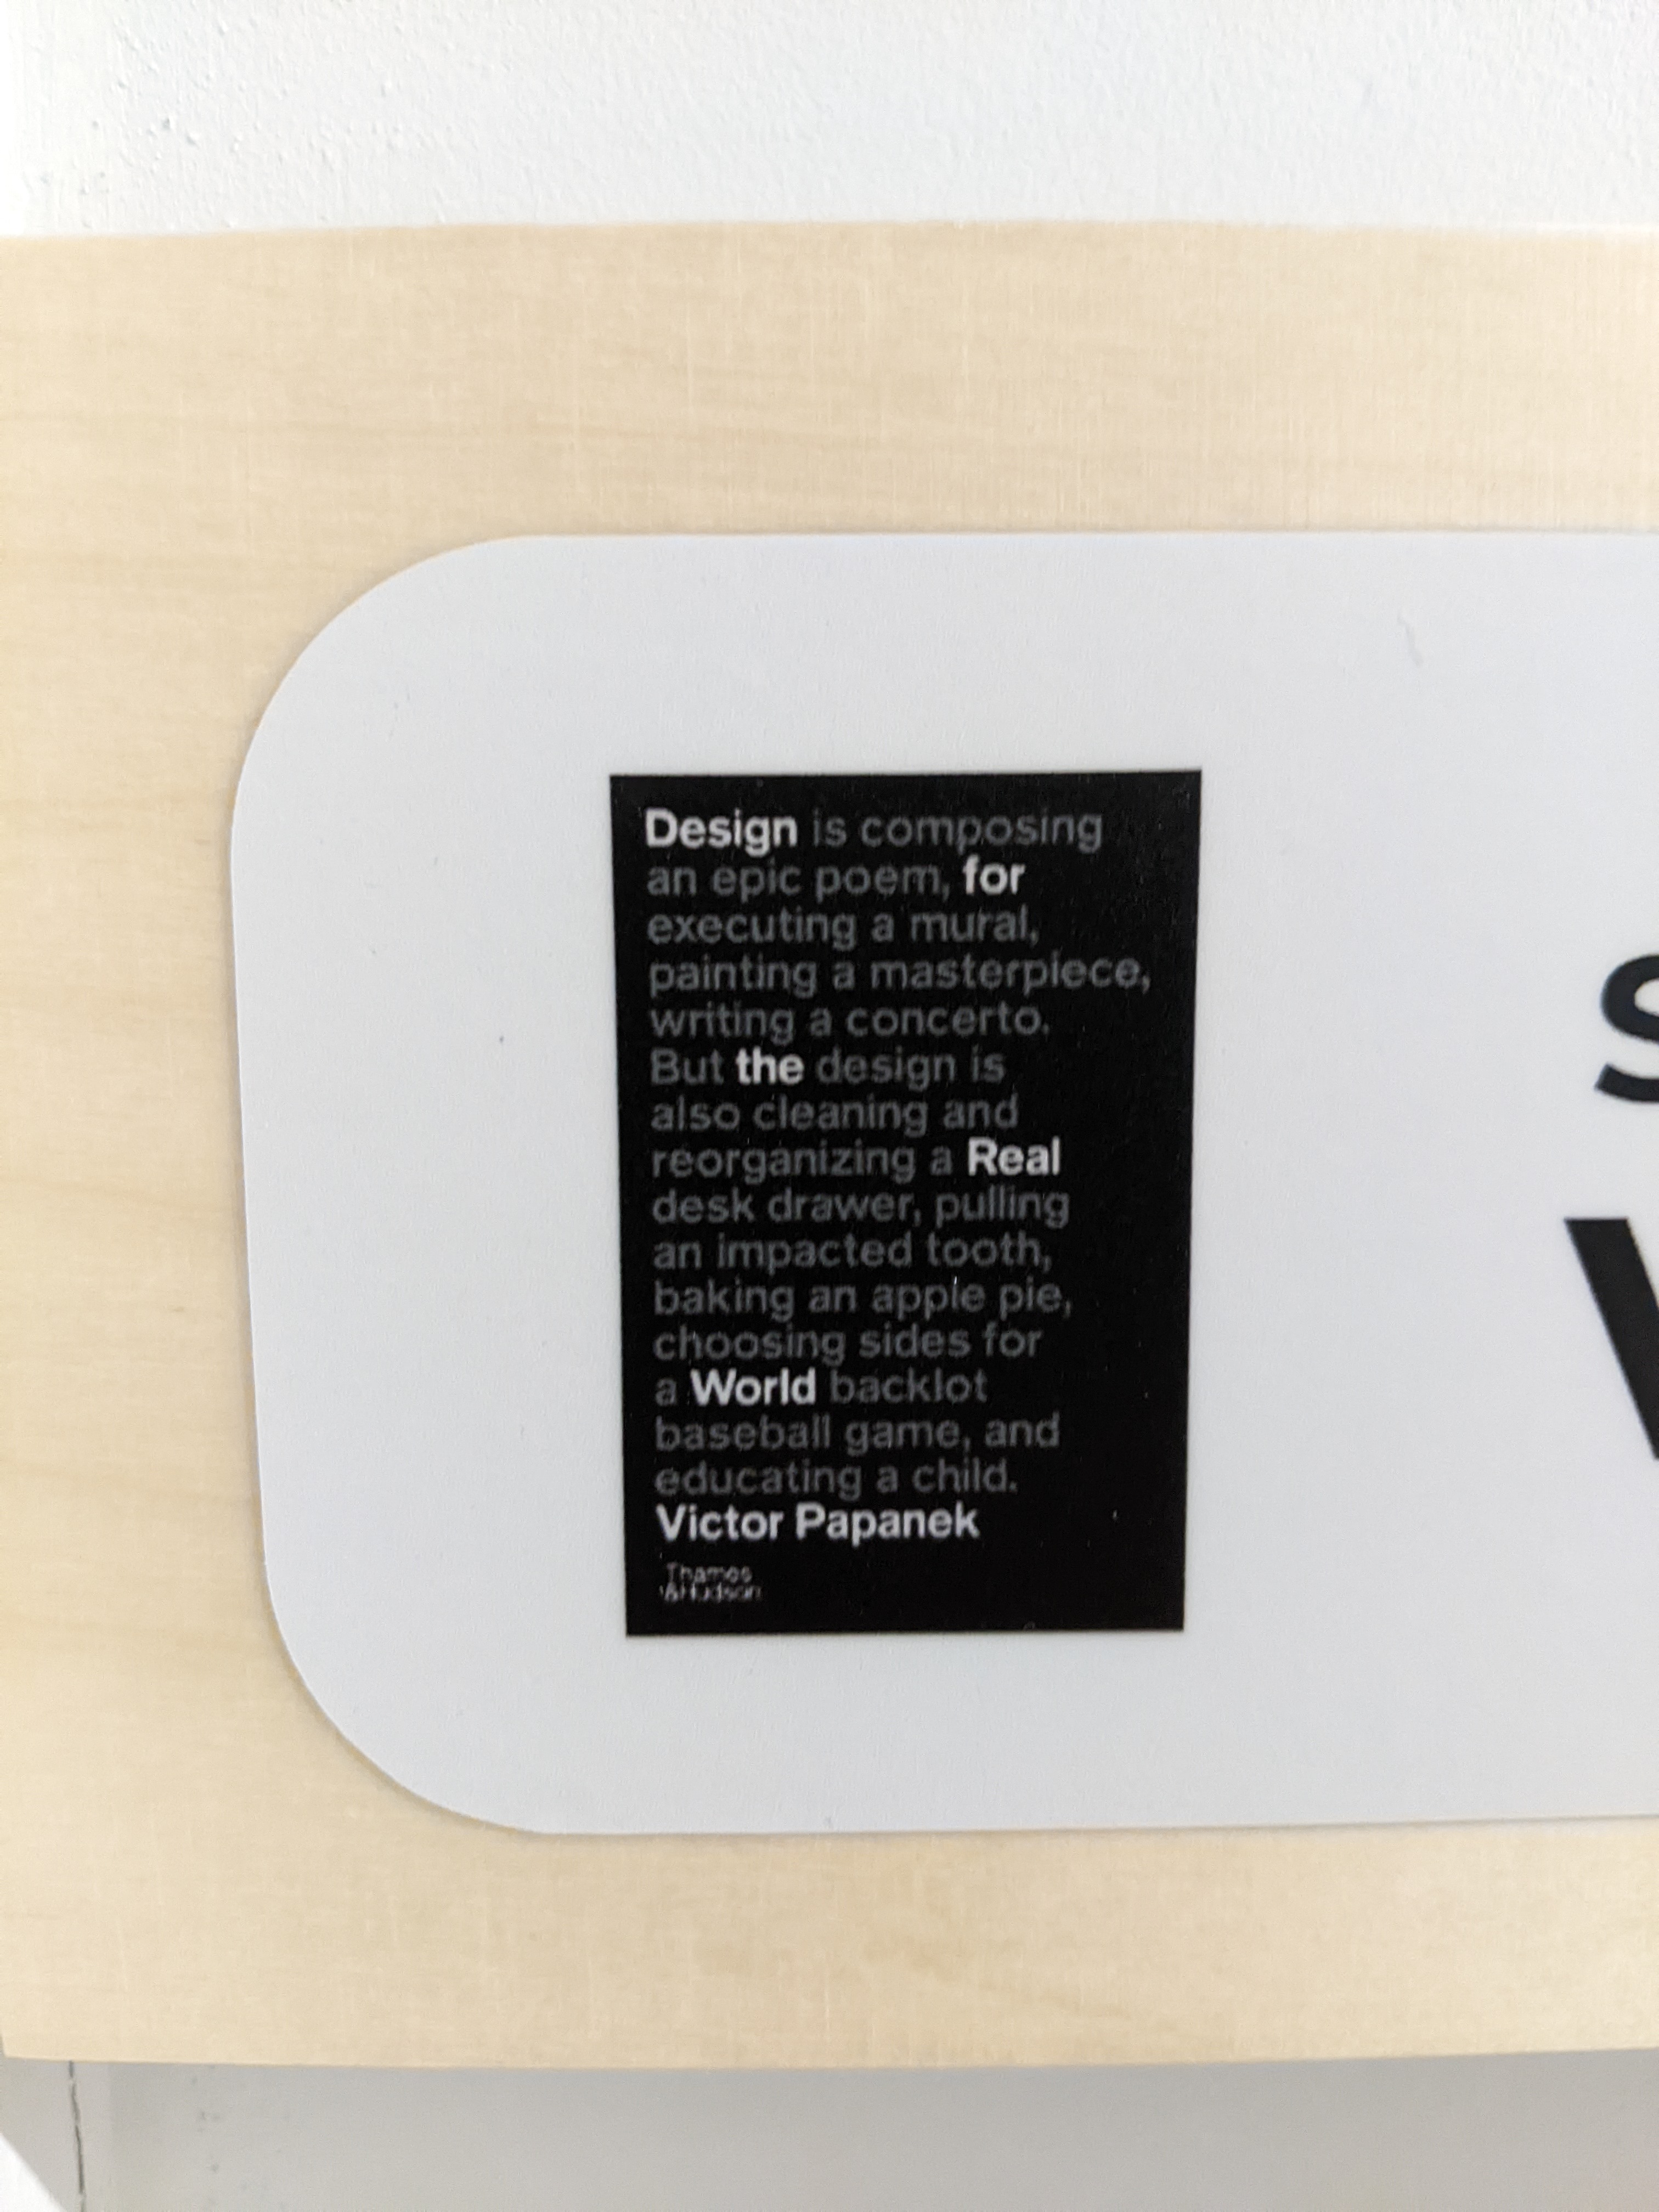 Design is composing
an epic poem, for
executing a mural,
painting a masterpiece,
writing a concerto.
But the design is
also cleaning and
reorganizing a Real
desk drawer, pulling
an impacted tooth,
baking an apple pie,
choosing sides for
a World backlot
baseball game, and
educating a child.
Victor Papanek
Thames
&Hudson